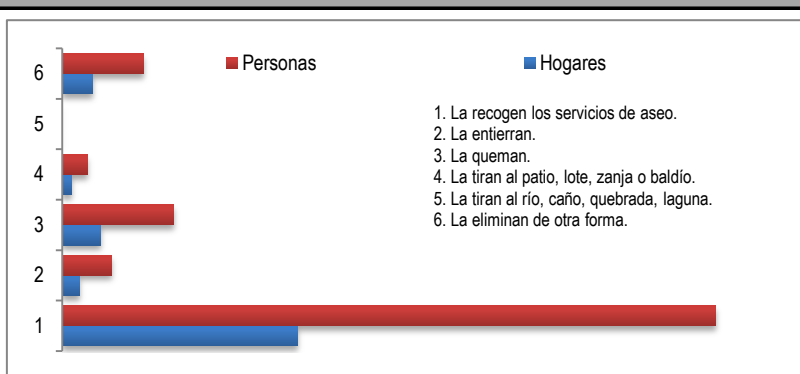 Personas
Hogares
6
5
4
3
2
1
1. La recogen los servicios de aseo.
2. La entierran.
3. La queman.
4. La tiran al patio, lote, zanja o baldío.
5. La tiran al río, caño, quebrada, laguna.
6. La eliminan de otra forma.